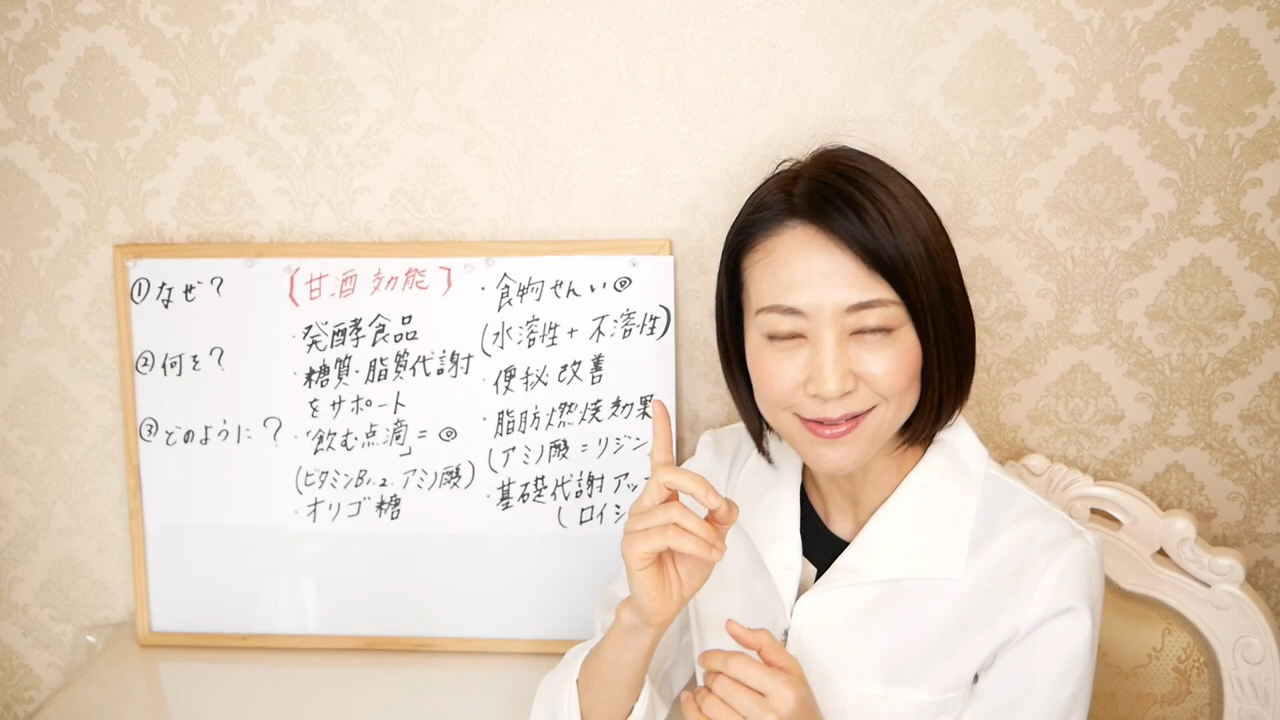 ①なぜ?
②何を?
③どのように?
【甘酒 効能】
・発酵食品
・糖質・脂質代謝
をサポート
・「飲む点滴」=◎
(ビタミンB1.2.アミノ酸)
・オリゴ糖
・食物せんい◎
(水溶性+不溶性)
・便秘改善
・脂肪燃焼効果
(アミノ酸=リジン
・基礎代謝アッ
(ロイシ